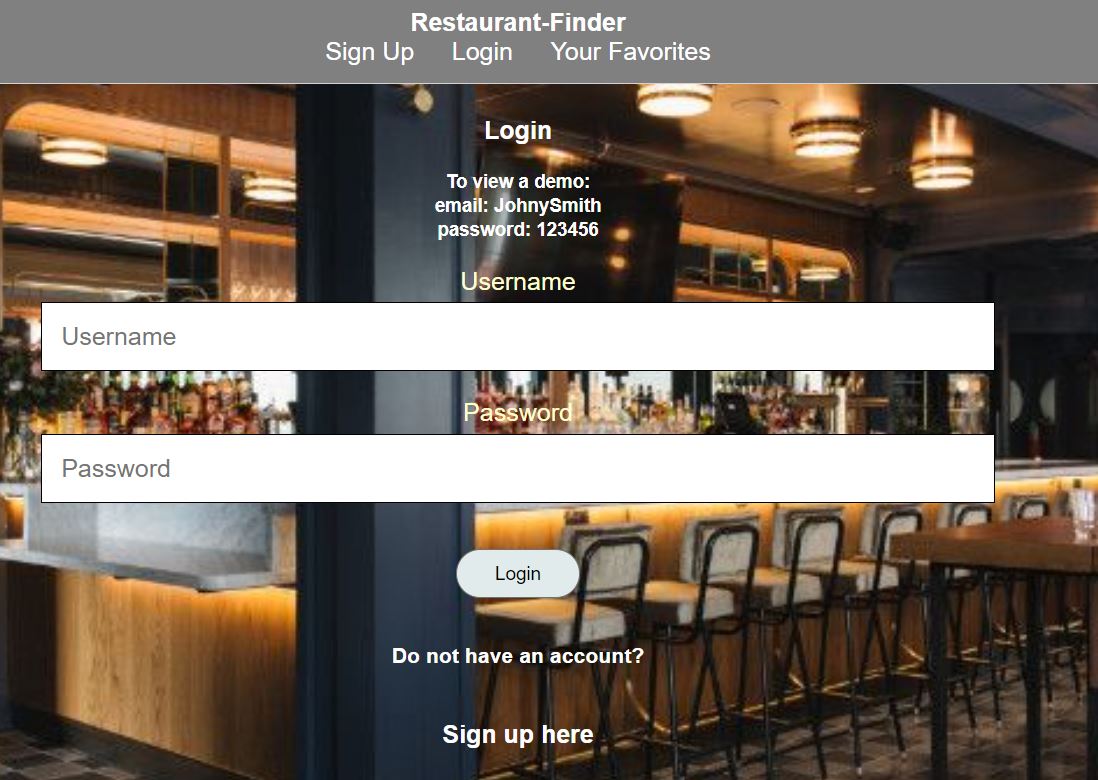 Restaurant-Finder
Sign Up Login Your Favorites
Login
To view a demo:
email: JohnySmith
password: 123456
Username
Username
Password
Password
Login
Do not have an account?
Sign up here